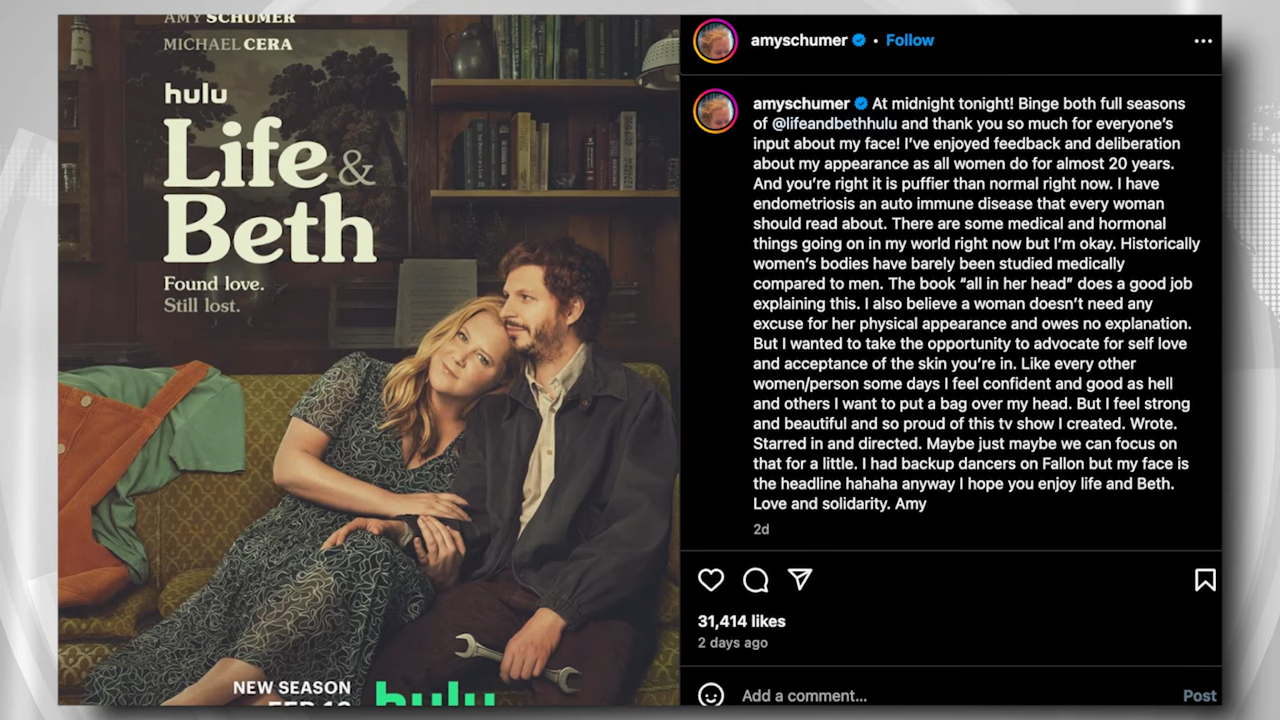 AMY SCHUMER
MICHAEL CERA
hulu
Life &
Beth
Found love.
Still lost.
NEW SEASON
hulu
amyschumer • Follow
amyschumer At midnight tonight! Binge both full seasons
of @lifeandbethhulu and thank you so much for everyone's
input about my face! I've enjoyed feedback and deliberation
about my appearance as all women do for almost 20 years.
And you're right it is puffier than normal right now. I have
endometriosis an auto immune disease that every woman
should read about. There are some medical and hormonal
things going on in my world right now but I'm okay. Historically
women's bodies have barely been studied medically
compared to men. The book "all in her head" does a good job
explaining this. I also believe a woman doesn't need any
excuse for her physical appearance and owes no explanation.
But I wanted to take the opportunity to advocate for self love
and acceptance of the skin you're in. Like every other
women/person some days I feel confident and good as hell
and others I want to put a bag over my head. But I feel strong
and beautiful and so proud of this tv show I created. Wrote.
Starred in and directed. Maybe just maybe we can focus on
that for a little. I had backup dancers on Fallon but my face is
the headline hahaha anyway I hope you enjoy life and Beth.
Love and solidarity. Amy
2d
31,414 likes
2 days ago
Add a comment...
Post